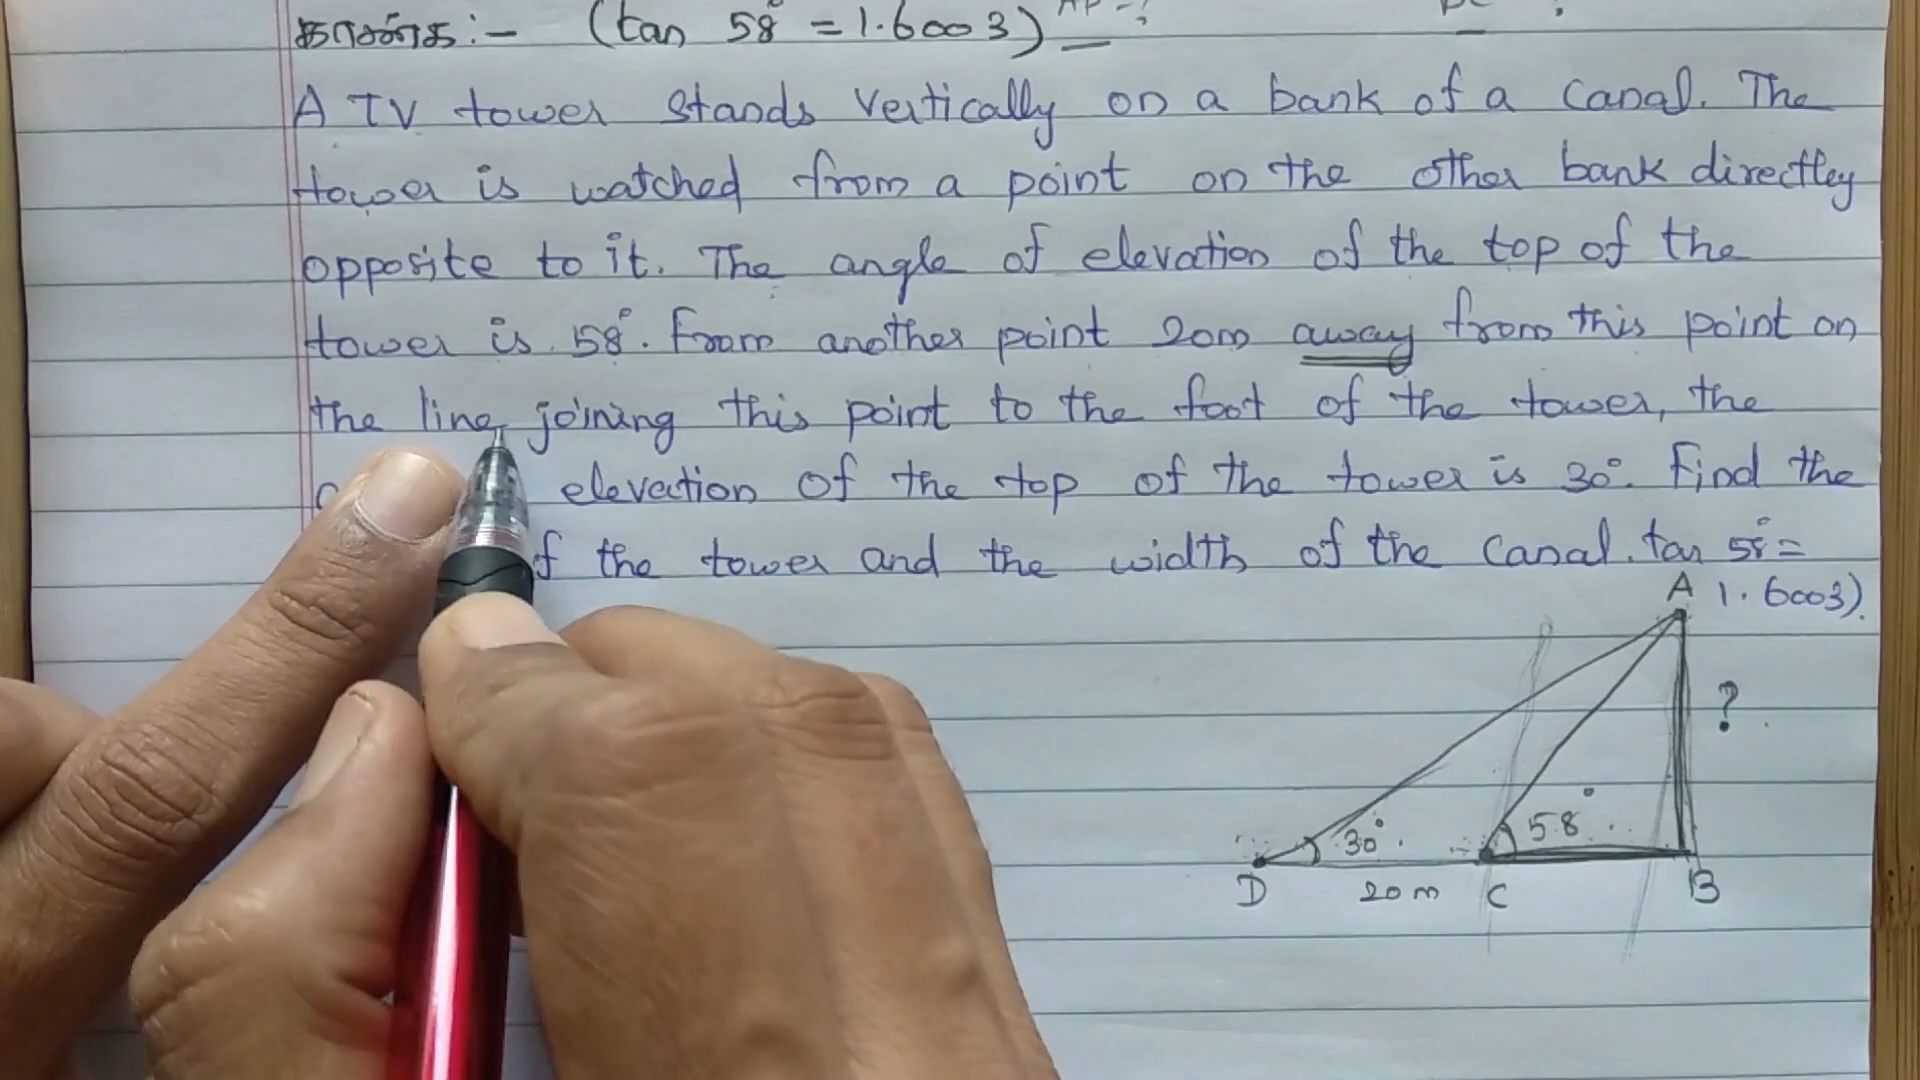 காண்க:- (tan 58° = 1.6003)
A TV tower stands vertically on a bank of a canal. The
tower is watched from a point on the other bank directley
opposite to it. The angle of elevation of the top of the
tower is 58°. From another point 20m away from this point on
the line joining this point to the foot of the tower, the
elevation of the top of the tower is 30°. Find the
the tower and the width of the canal. tan 58° =
A 1.6003).
?
30° 58°
D 20m C B